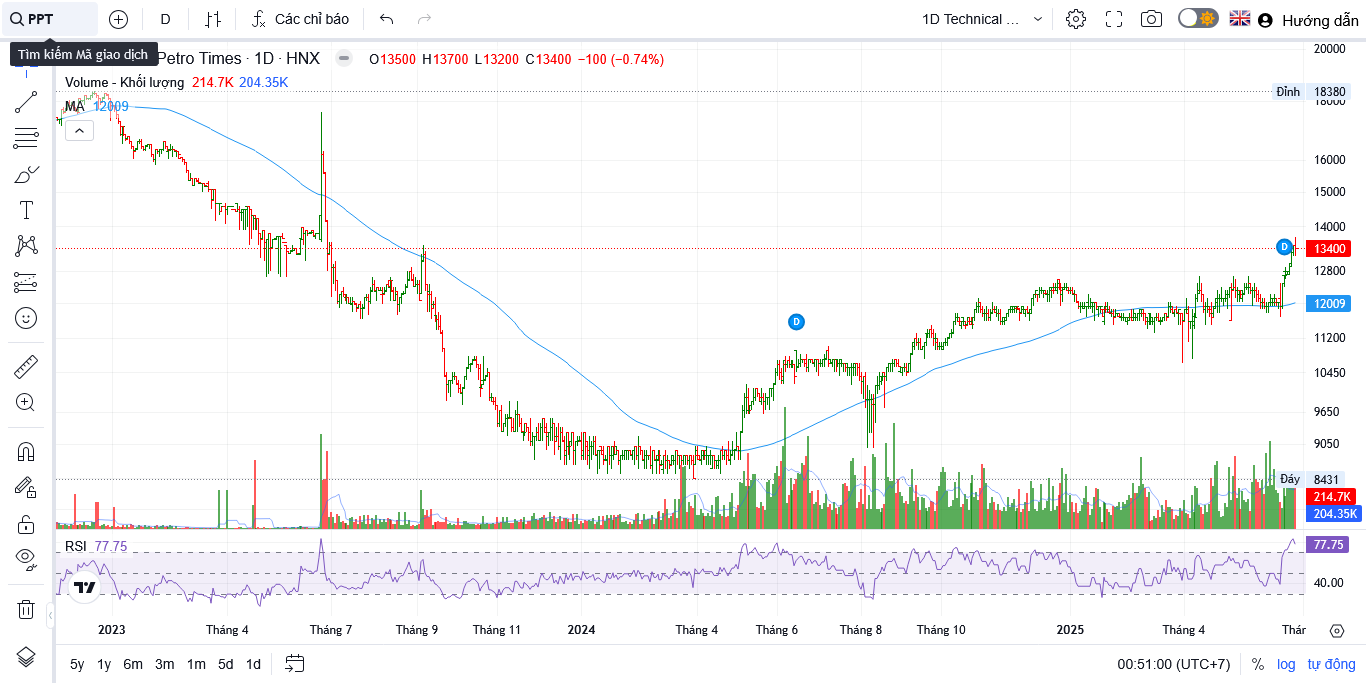 PPT
D
Các chỉ báo
1D Technical ...
Hướng dẫn
Tìm kiếm Mã giao dịch
Petro Times · 1D · HNX
O13500 H13700 L13200 C13400 −100 (−0.74%)
Volume - Khối lượng 214.7K 204.35K
MA 12009
20000
Đỉnh 18380
18000
16000
15000
14000
D
13400
12800
12009
D
11200
10450
9650
9050
Đáy 8431
214.7K
204.35K
RSI 77.75
77.75
40.00
2023 Tháng 4 Tháng 7 Tháng 9 Tháng 11 2024 Tháng 4 Tháng 6 Tháng 8 Tháng 10 2025 Tháng 4 Thár
5y 1y 6m 3m 1m 5d 1d
00:51:00 (UTC+7) % log tự động